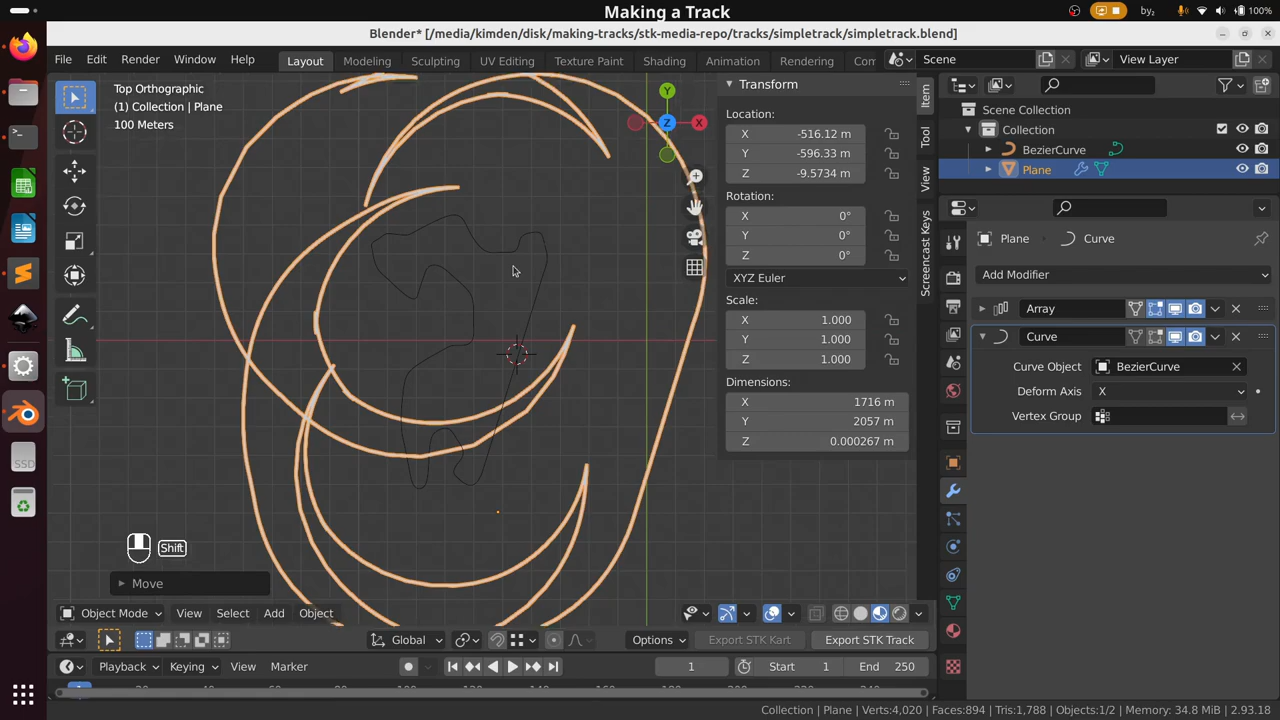 Making a Track
by₂
100%
Blender* [/media/kimden/disk/making-tracks/stk-media-repo/tracks/simpletrack/simpletrack.blend]
File Edit Render Window Help Layout Modeling Sculpting UV Editing Texture Paint Shading Animation Rendering Com Scene View Layer
Top Orthographic
(1) Collection | Plane
100 Meters
Y
X
Z
Transform
Location:
X -516.12 m
Y -596.33 m
Z -9.5734 m
Rotation:
X 0°
Y 0°
Z 0°
XYZ Euler
Scale:
X 1.000
Y 1.000
Z 1.000
Dimensions:
X 1716 m
Y 2057 m
Z 0.000267 m
Item
Tool
View
Screencast Keys
Scene Collection
Collection
BezierCurve
Plane
Plane Curve
Add Modifier
Array
Curve
Curve Object BezierCurve
Deform Axis X
Vertex Group
SSD
Shift
Move
Object Mode View Select Add Object
Global Options Export STK Kart Export STK Track
Playback Keying View Marker 1 Start 1 End 250
Collection | Plane | Verts:4,020 | Faces:894 | Tris:1,788 | Objects:1/2 | Memory: 34.8 MiB | 2.93.18